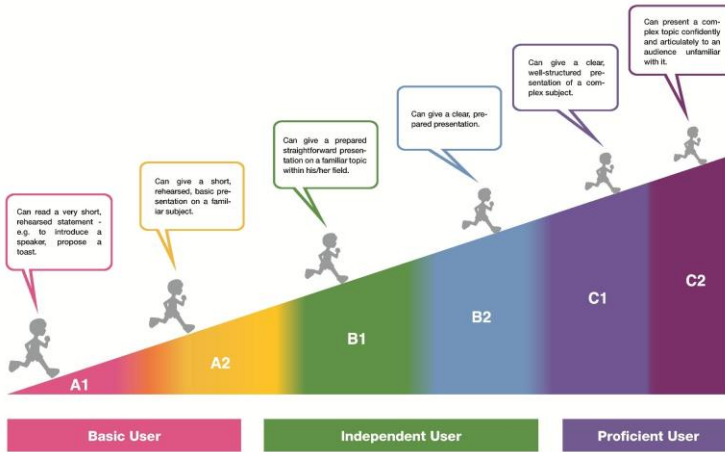 Can present a com-
plex topic confidently
and articulately to an
audience unfamiliar
with it.
Can give a clear,
well-structured pre-
sentation of a com-
plex subject.
Can give a clear, pre-
pared presentation.
Can give a prepared
straightforward presen-
tation on a familiar topic
within his/her field.
Can give a short,
rehearsed, basic pre-
sentation on a famil-
iar subject.
Can read a very short,
rehearsed statement -
e.g. to introduce a
speaker, propose a
toast.
A1
A2
B1
B2
C1
C2
Basic User
Independent User
Proficient User